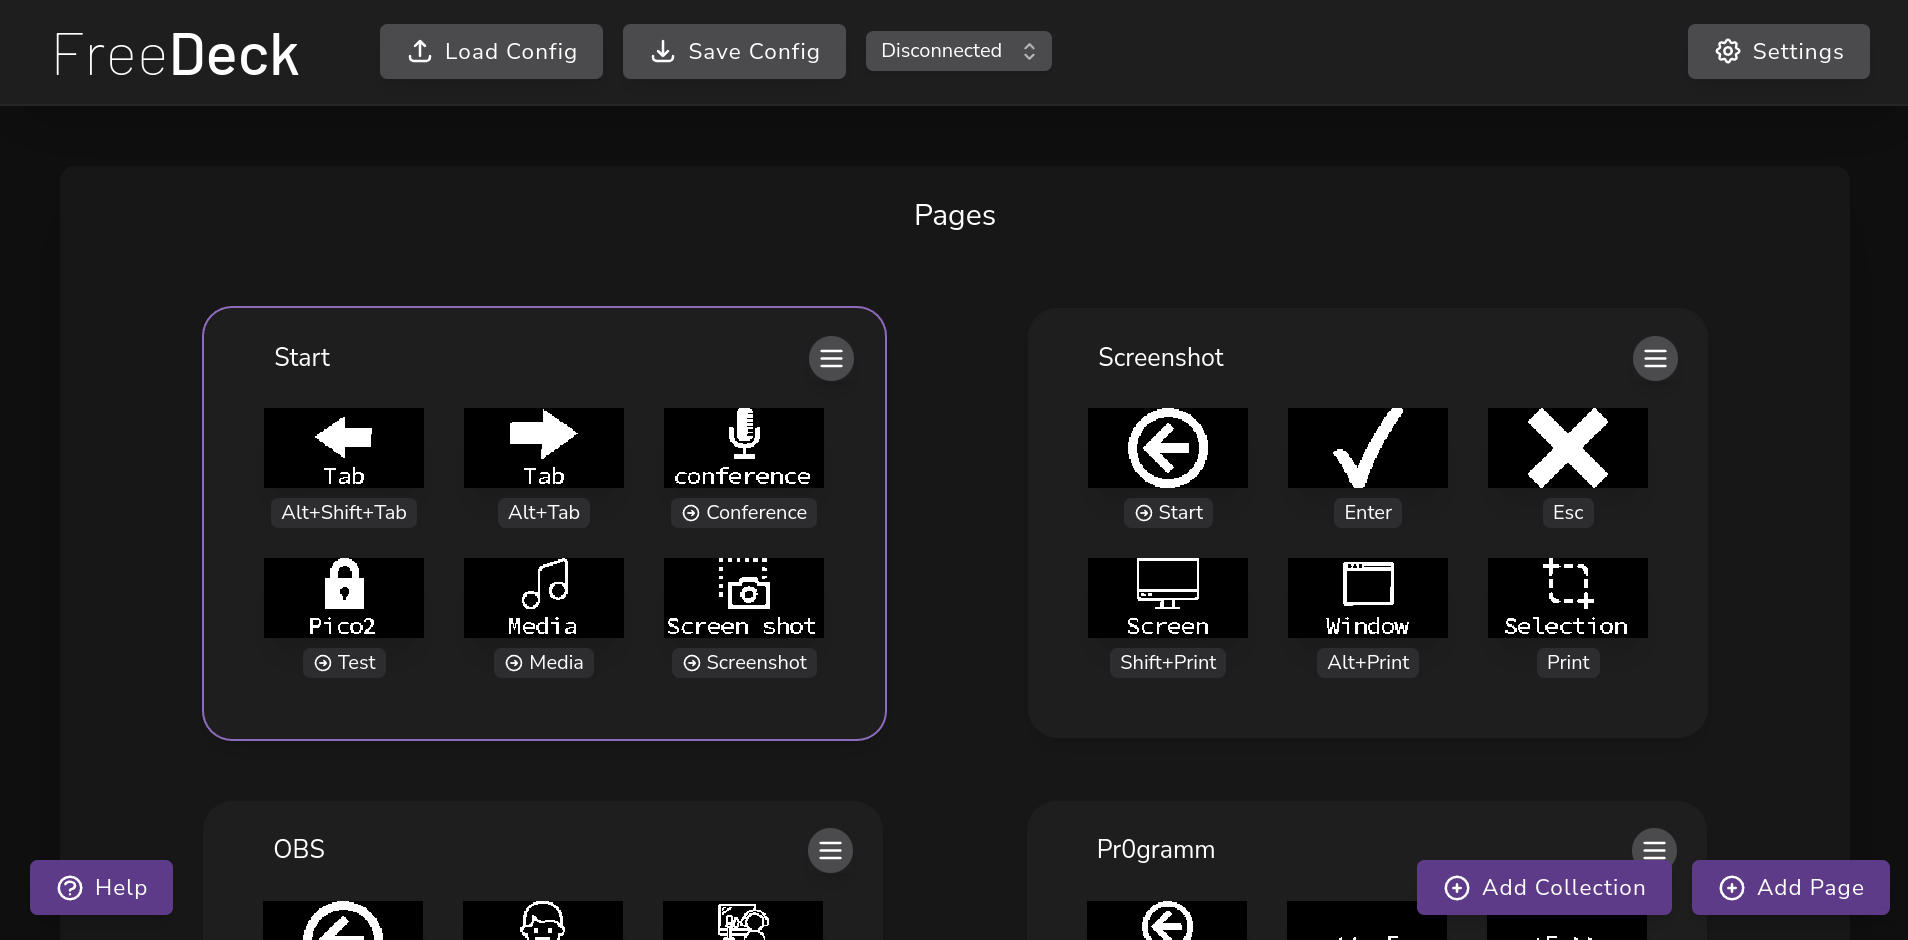 FreeDeck
Load Config
Save Config
Disconnected
Settings
Pages
Start
Tab
Tab
conference
Alt+Shift+Tab
Alt+Tab
Conference
Pico2
Media
Screen shot
Test
Media
Screenshot
Screenshot
Start
Enter
Esc
Screen
Window
Selection
Shift+Print
Alt+Print
Print
OBS
Pr0gramm
Help
Add Collection
Add Page